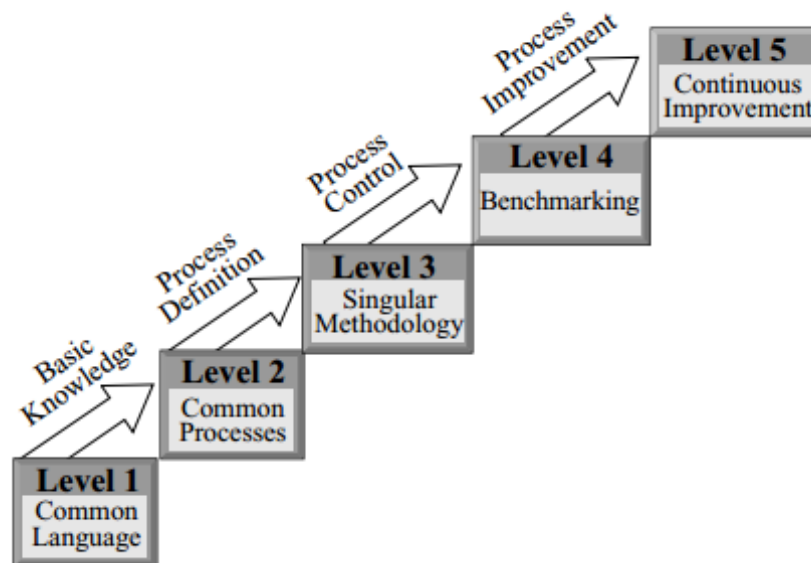 Process
Improvement
Level 5
Continuous
Improvement
Process
Control
Level 4
Benchmarking
Process
Definition
Level 3
Singular
Methodology
Basic
Knowledge
Level 2
Common
Processes
Level 1
Common
Language